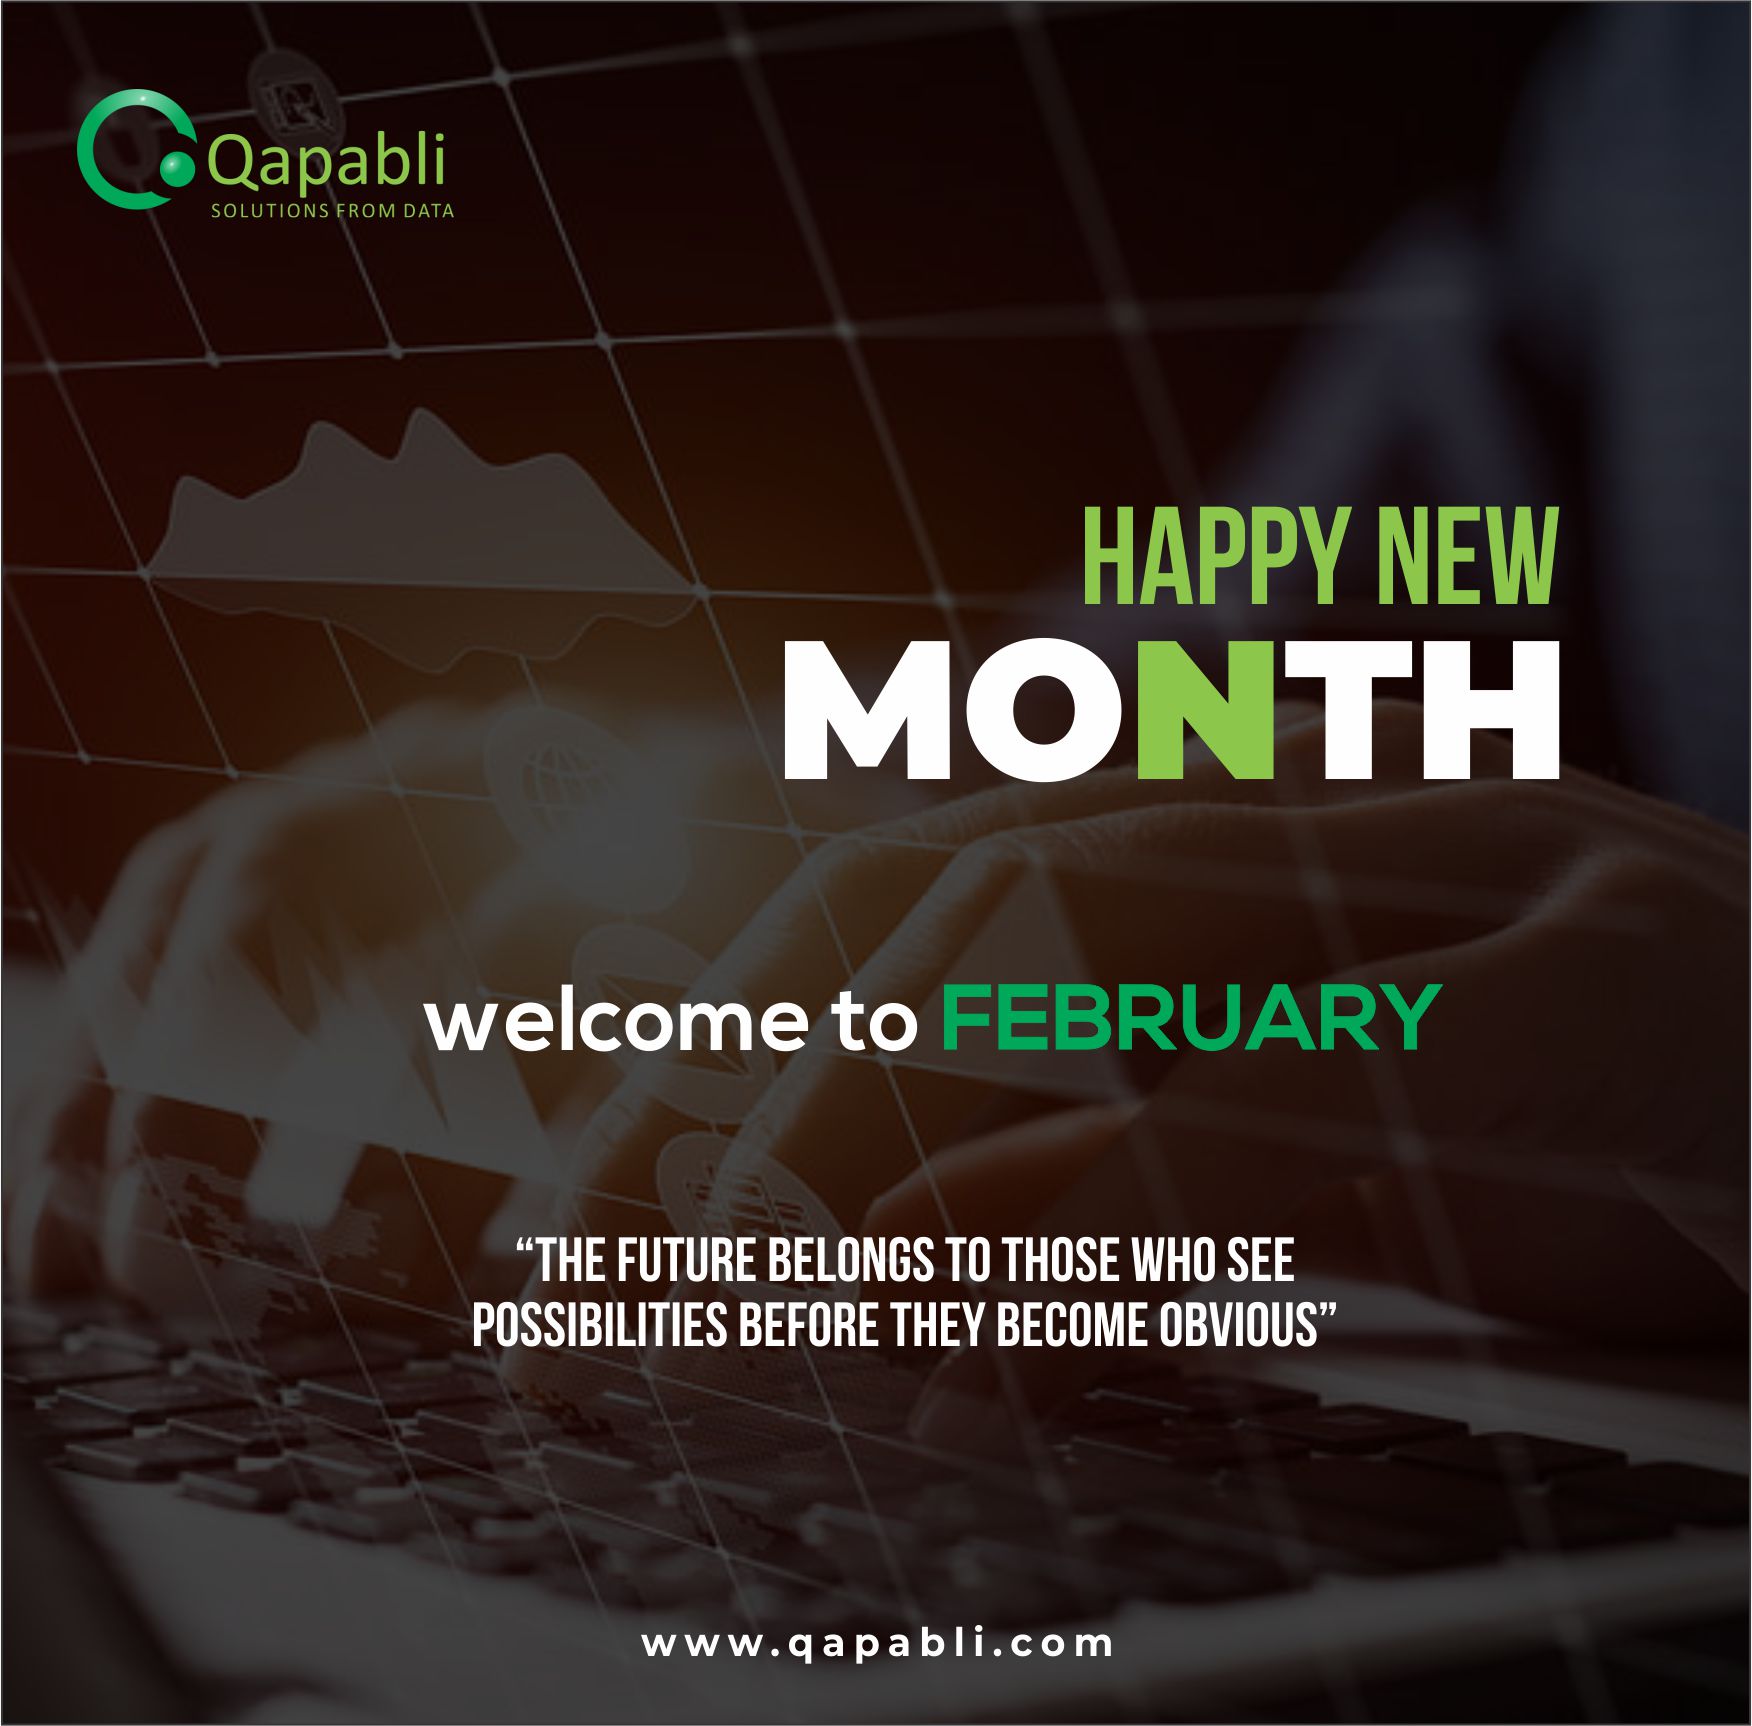 Qapabli
SOLUTIONS FROM DATA
HAPPY NEW
MONTH
welcome to FEBRUARY
“THE FUTURE BELONGS TO THOSE WHO SEE
POSSIBILITIES BEFORE THEY BECOME OBVIOUS”
www.qapabli.com